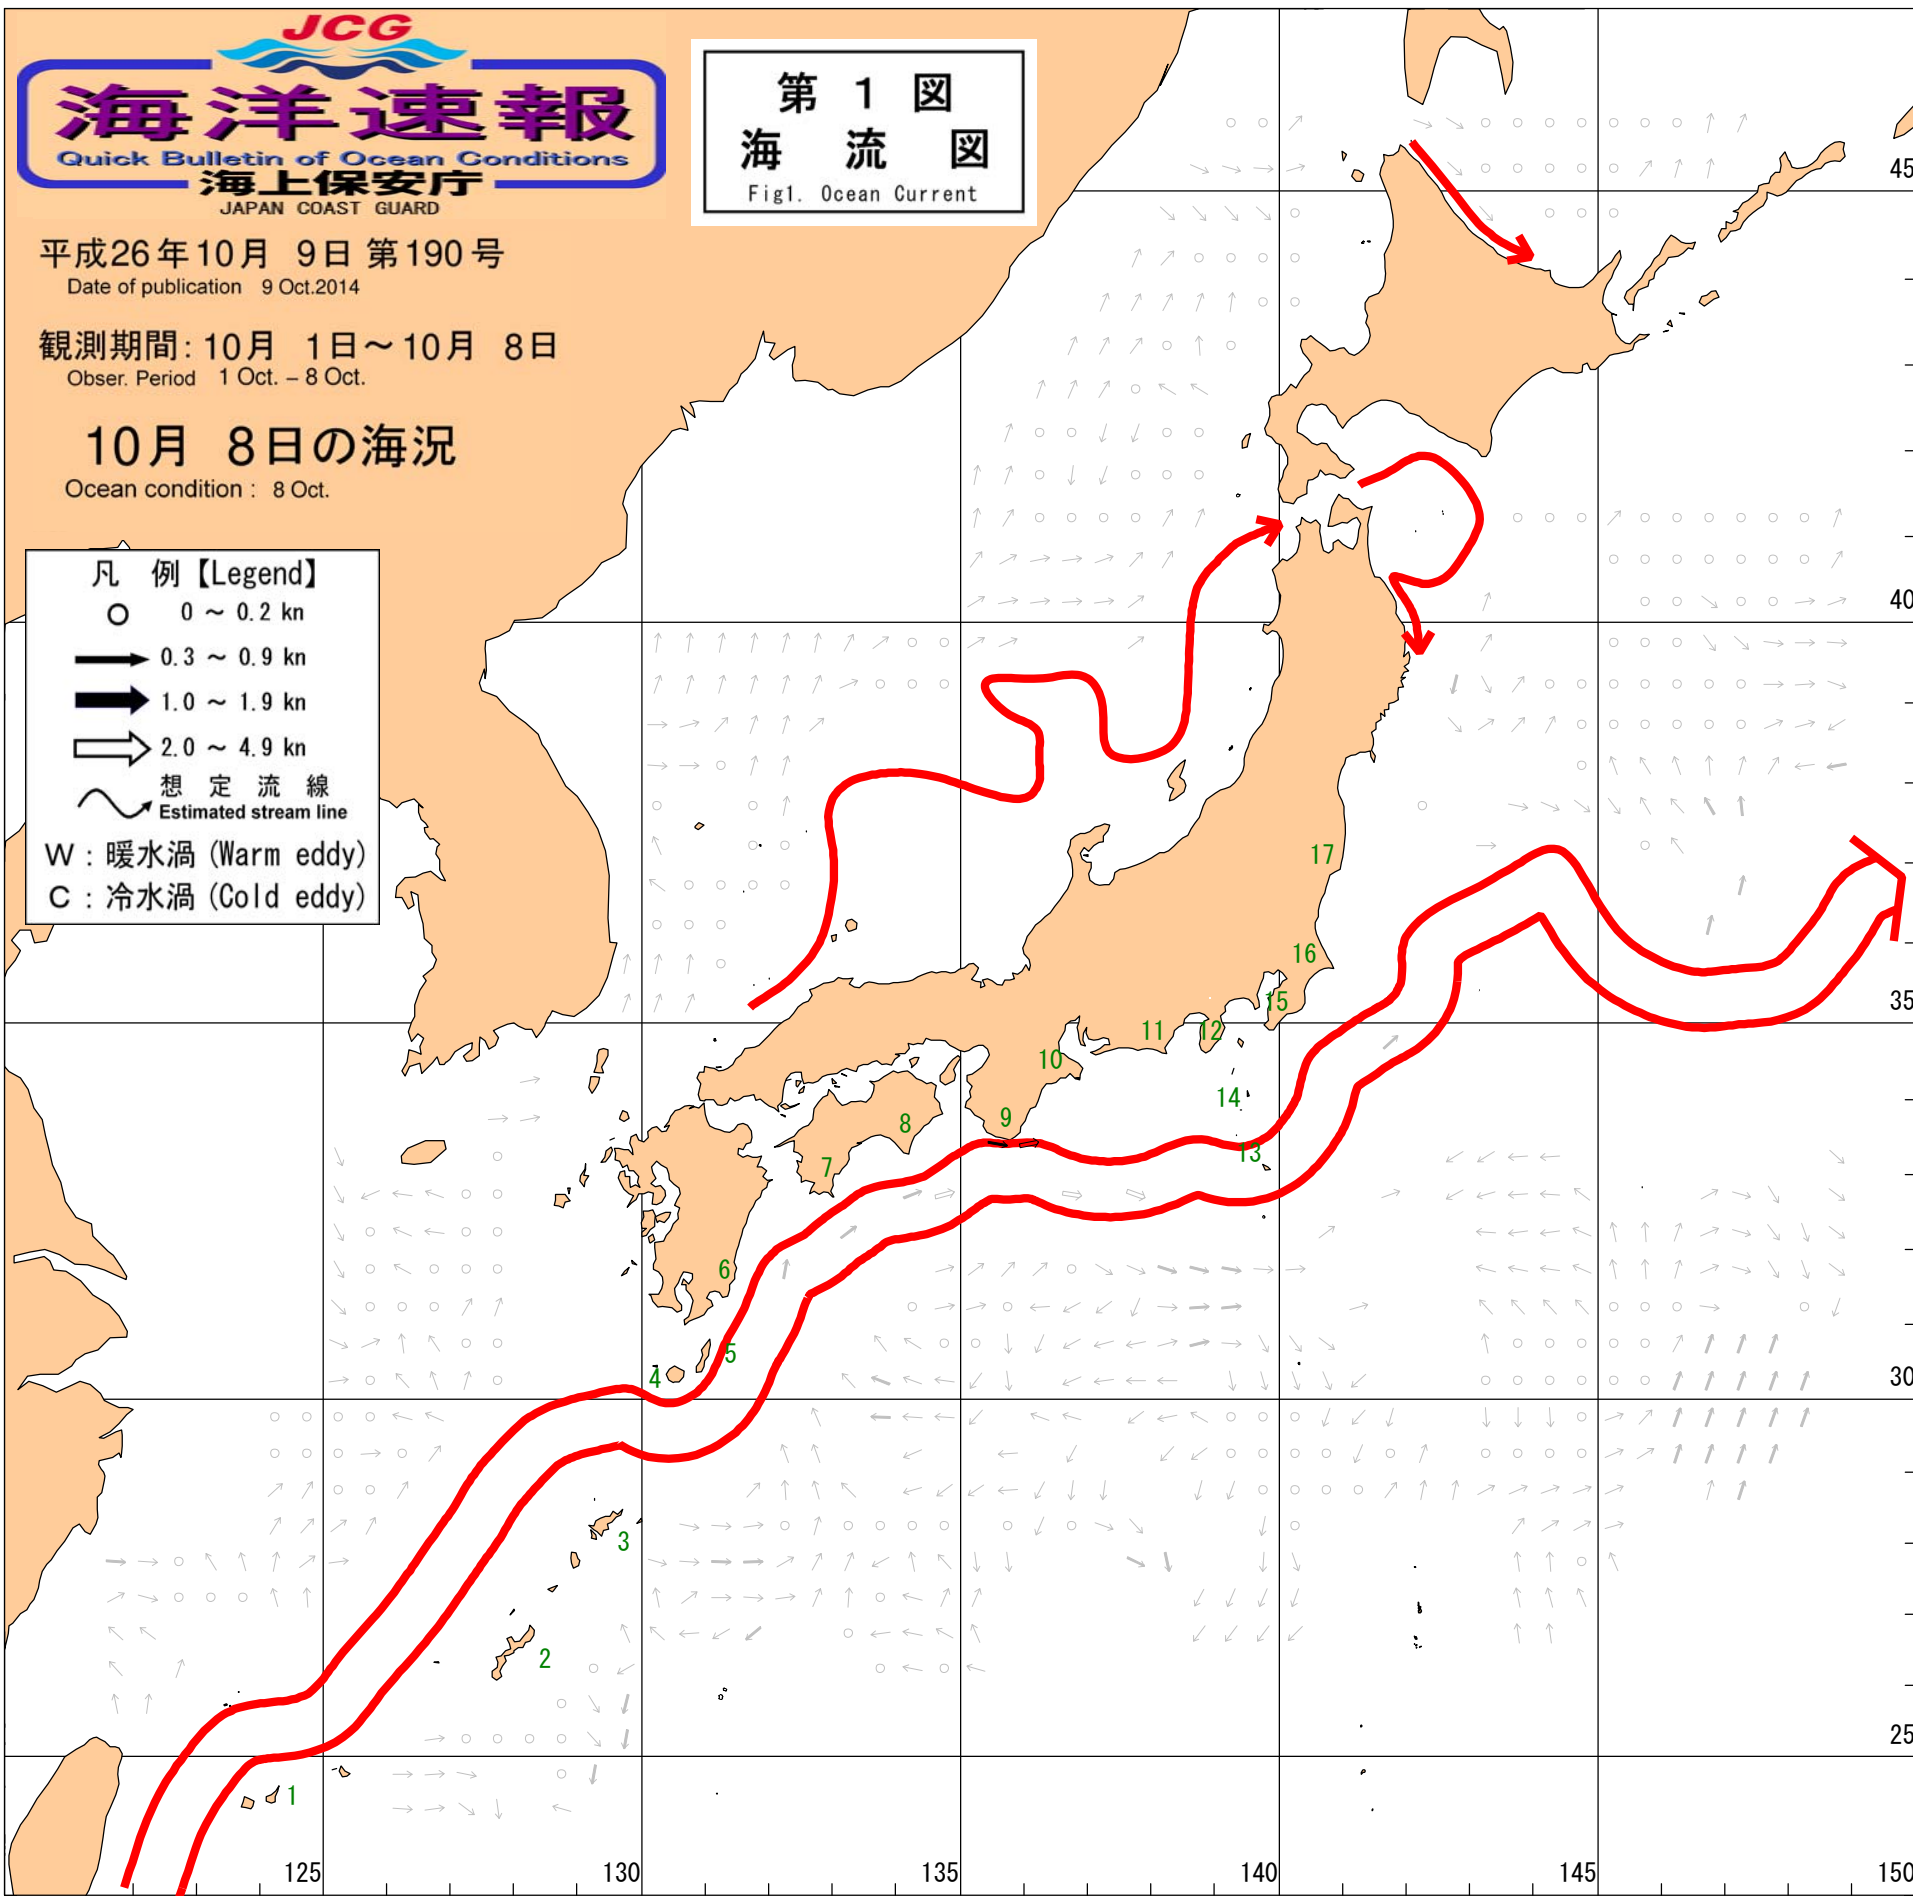 JCG
海洋速報
Quick Bulletin of Ocean Conditions
海上保安庁
JAPAN COAST GUARD
平成26年10月 9日 第190号
Date of publication 9 Oct.2014
観測期間: 10月 1日～10月 8日
Obser. Period 1 Oct. – 8 Oct.
10月 8日の海況
Ocean condition : 8 Oct.
第 1 図
海 流 図
Fig1. Ocean Current
凡 例【Legend】
0 ～ 0.2 kn
0.3 ～ 0.9 kn
1.0 ～ 1.9 kn
2.0 ～ 4.9 kn
想 定 流 線
Estimated stream line
W : 暖水渦 (Warm eddy)
C : 冷水渦 (Cold eddy)
45
40
35
30
25
17
16
15
12
11
10
14
9
8
13
7
6
5
4
3
2
1
125
130
135
140
145
150